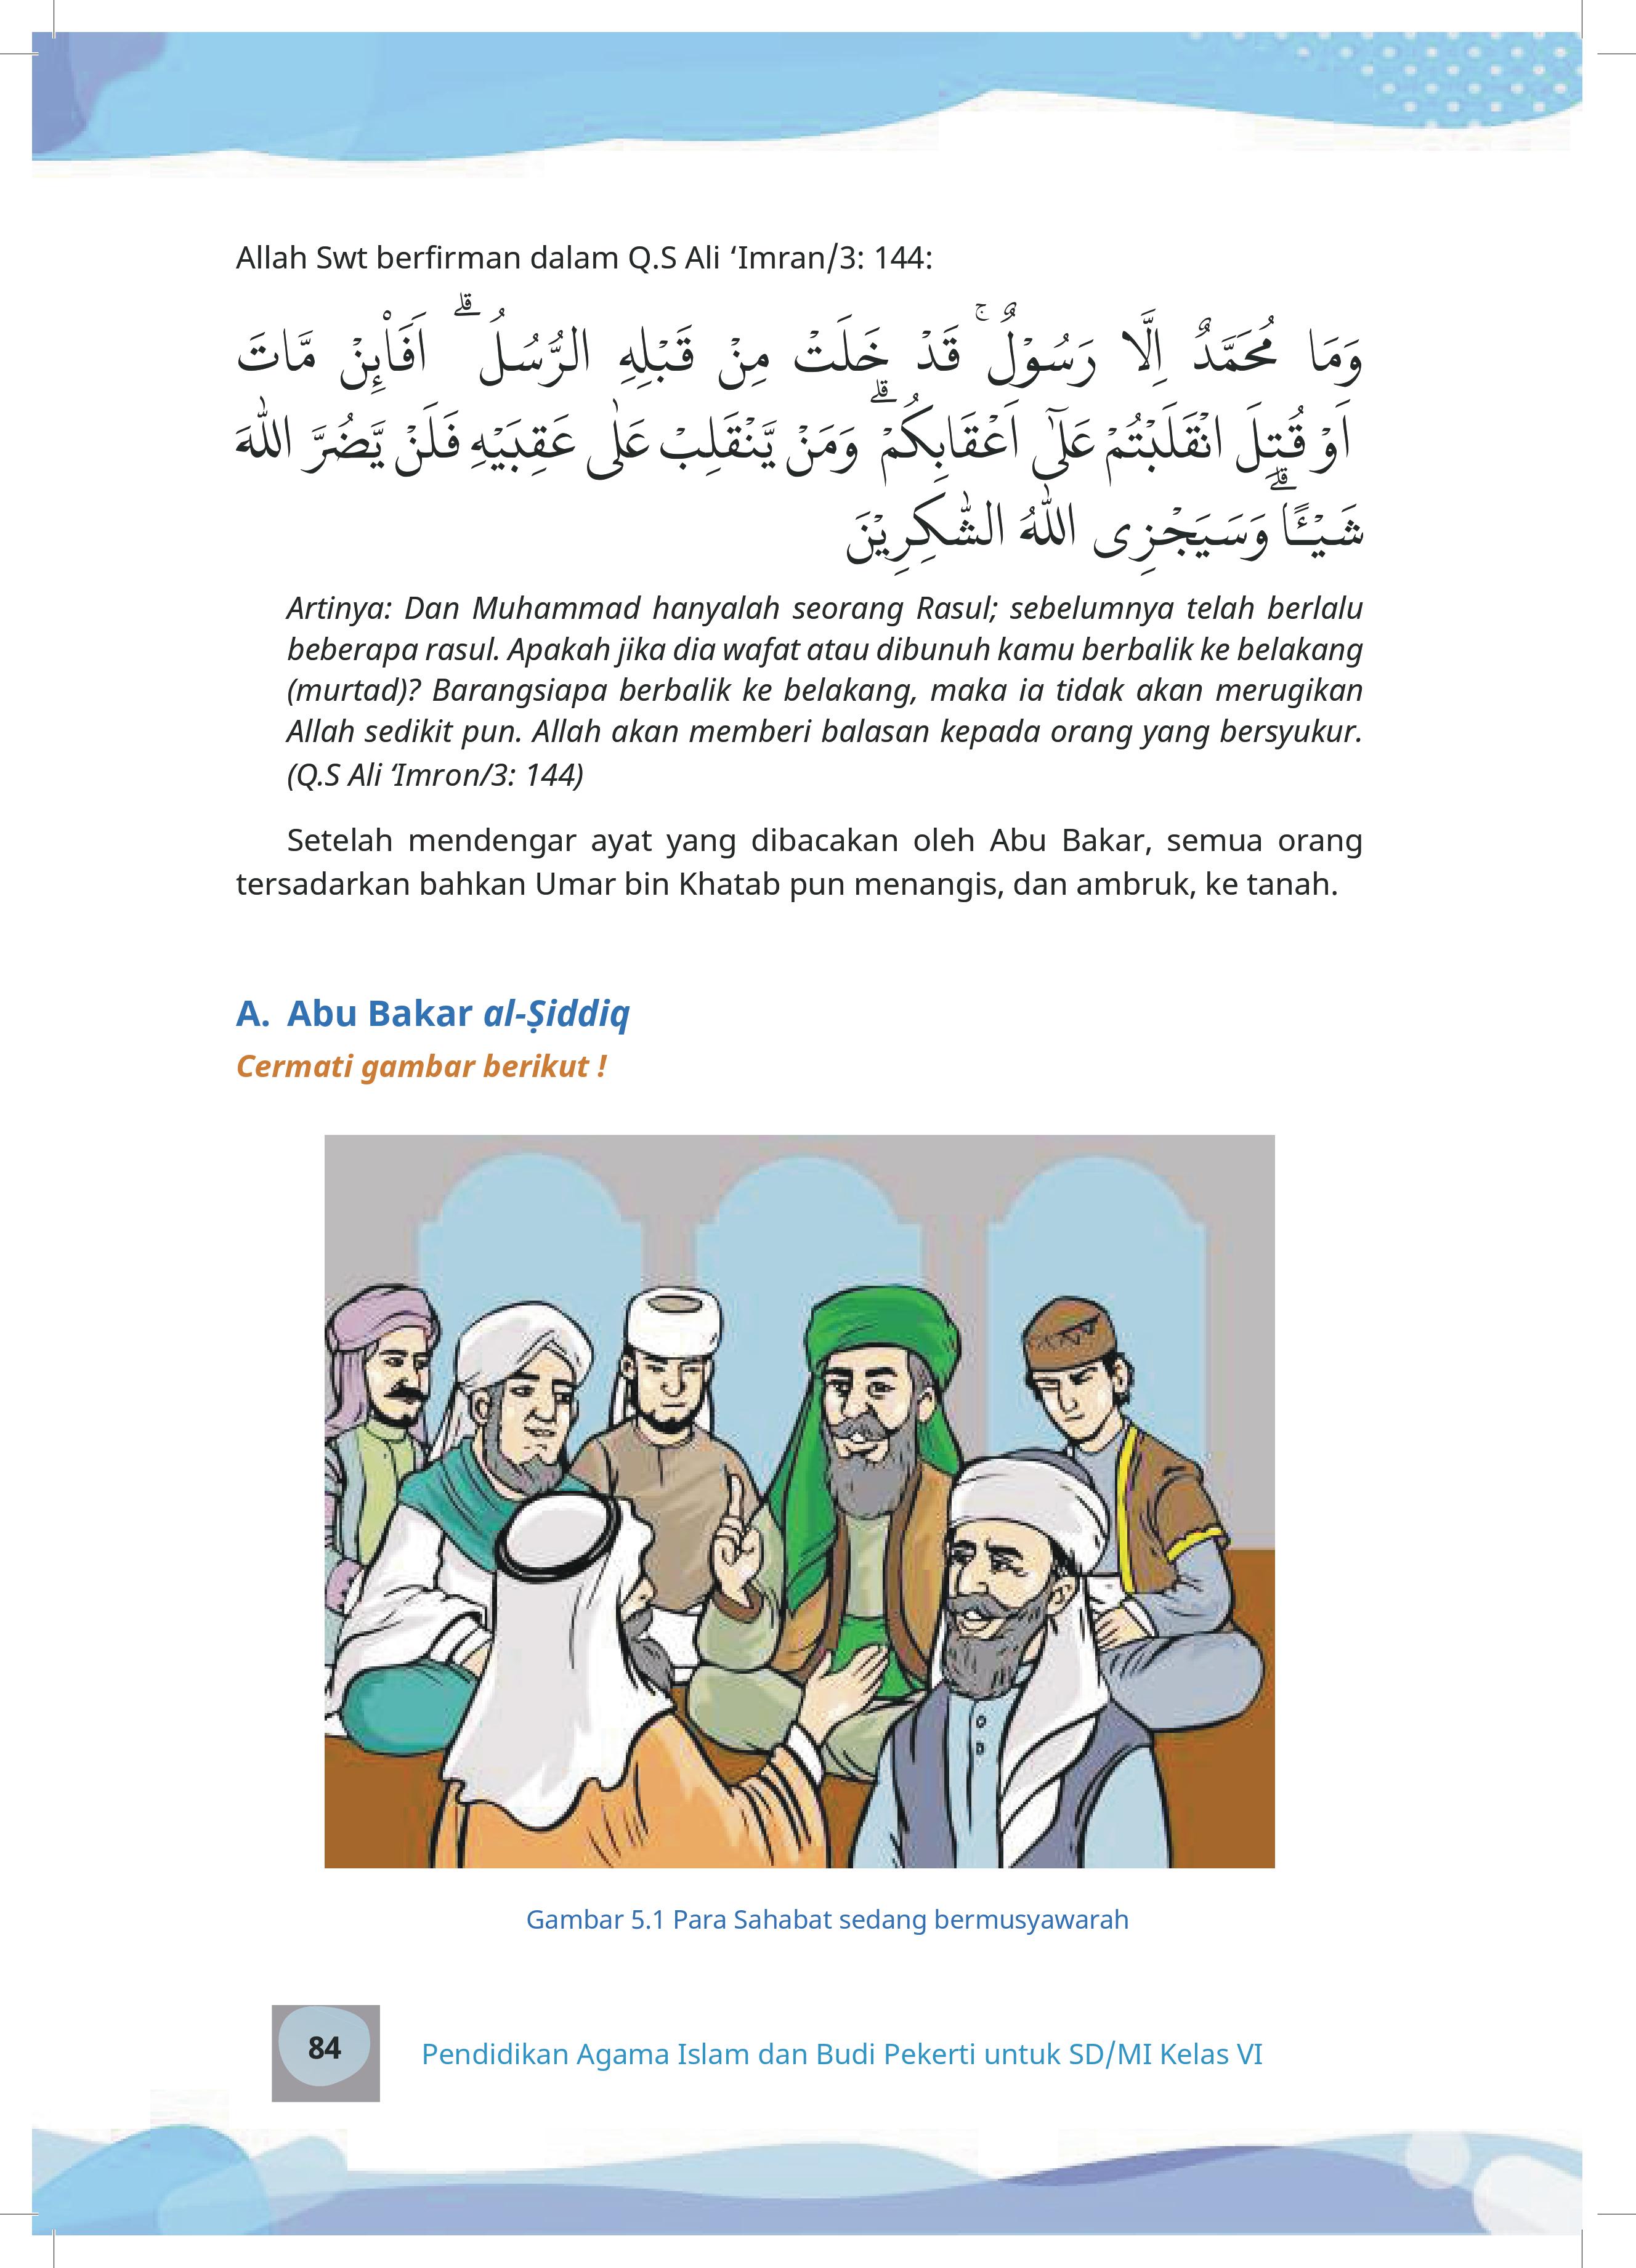 Allah Swt berfirman dalam Q.S Ali ‘Imran/3: 144:
وَمَا مُحَمَّدٌ اِلَّا رَسُوْلٌۚ قَدْ خَلَتْ مِنْ قَبْلِهِ الرُّسُلُۗ اَفَا۟ىِٕنْ مَّاتَ
اَوْ قُتِلَ انْقَلَبْتُمْ عَلٰٓى اَعْقَابِكُمْۗ وَمَنْ يَّنْقَلِبْ عَلٰى عَقِبَيْهِ فَلَنْ يَّضُرَّ اللّٰهَ
شَيْـًٔاۗ وَسَيَجْزِى اللّٰهُ الشّٰكِرِيْنَ
Artinya: Dan Muhammad hanyalah seorang Rasul; sebelumnya telah berlalu
beberapa rasul. Apakah jika dia wafat atau dibunuh kamu berbalik ke belakang
(murtad)? Barangsiapa berbalik ke belakang, maka ia tidak akan merugikan
Allah sedikit pun. Allah akan memberi balasan kepada orang yang bersyukur.
(Q.S Ali ‘Imron/3: 144)
Setelah mendengar ayat yang dibacakan oleh Abu Bakar, semua orang
tersadarkan bahkan Umar bin Khatab pun menangis, dan ambruk, ke tanah.
A. Abu Bakar al-Ṣiddiq
Cermati gambar berikut !
Gambar 5.1 Para Sahabat sedang bermusyawarah
84 Pendidikan Agama Islam dan Budi Pekerti untuk SD/MI Kelas VI